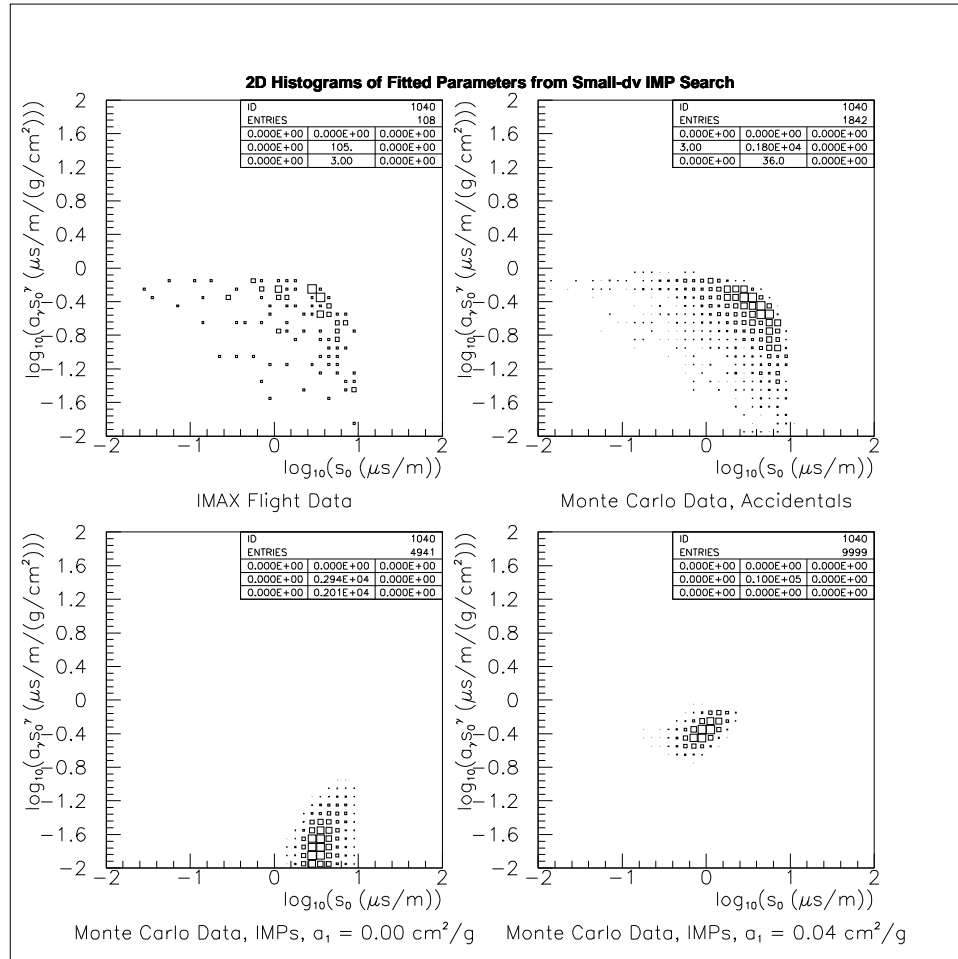 2D Histograms of Fitted Parameters from Small-dv IMP Search
ID 1040
ENTRIES 108
0.000E+00 0.000E+00 0.000E+00
0.000E+00 105. 0.000E+00
0.000E+00 3.00 0.000E+00
log₁₀(aᵧs₀ᵞ (μs/m/(g/cm²)))
2
1.6
1.2
0.8
0.4
0
−0.4
−0.8
−1.2
−1.6
−2
−2 −1 0 1 2
log₁₀(s₀ (μs/m))
IMAX Flight Data
ID 1040
ENTRIES 1842
0.000E+00 0.000E+00 0.000E+00
3.00 0.180E+04 0.000E+00
0.000E+00 36.0 0.000E+00
log₁₀(aᵧs₀ᵞ (μs/m/(g/cm²)))
2
1.6
1.2
0.8
0.4
0
−0.4
−0.8
−1.2
−1.6
−2
−2 −1 0 1 2
log₁₀(s₀ (μs/m))
Monte Carlo Data, Accidentals
ID 1040
ENTRIES 4941
0.000E+00 0.000E+00 0.000E+00
0.000E+00 0.294E+04 0.000E+00
0.000E+00 0.201E+04 0.000E+00
log₁₀(aᵧs₀ᵞ (μs/m/(g/cm²)))
2
1.6
1.2
0.8
0.4
0
−0.4
−0.8
−1.2
−1.6
−2
−2 −1 0 1 2
log₁₀(s₀ (μs/m))
Monte Carlo Data, IMPs, a₁ = 0.00 cm²/g
ID 1040
ENTRIES 9999
0.000E+00 0.000E+00 0.000E+00
0.000E+00 0.100E+05 0.000E+00
0.000E+00 0.000E+00 0.000E+00
log₁₀(aᵧs₀ᵞ (μs/m/(g/cm²)))
2
1.6
1.2
0.8
0.4
0
−0.4
−0.8
−1.2
−1.6
−2
−2 −1 0 1 2
log₁₀(s₀ (μs/m))
Monte Carlo Data, IMPs, a₁ = 0.04 cm²/g